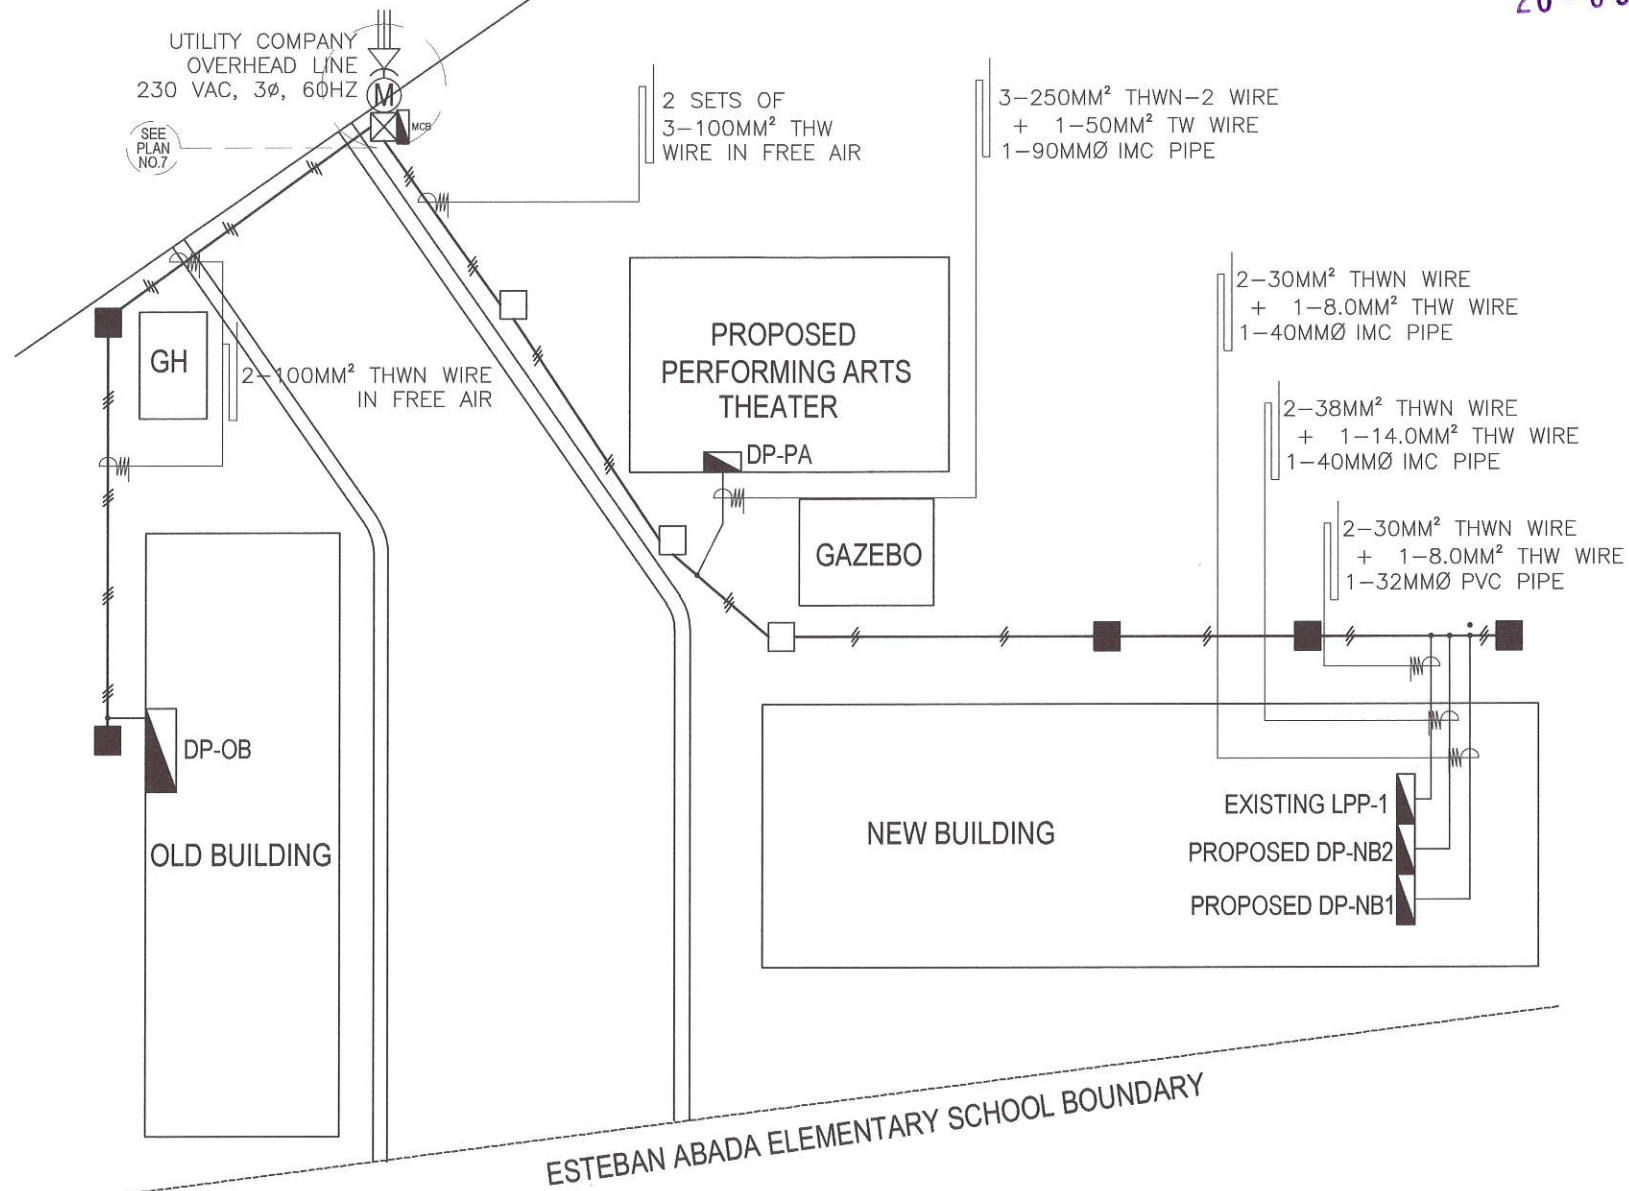 UTILITY COMPANY
OVERHEAD LINE
230 VAC, 3Ø, 60HZ
M
MCB
SEE
PLAN
NO.7
2 SETS OF
3-100MM² THW
WIRE IN FREE AIR
3-250MM² THWN-2 WIRE
+ 1-50MM² TW WIRE
1-90MMØ IMC PIPE
2-30MM² THWN WIRE
+ 1-8.0MM² THW WIRE
1-40MMØ IMC PIPE
2-38MM² THWN WIRE
+ 1-14.0MM² THW WIRE
1-40MMØ IMC PIPE
2-30MM² THWN WIRE
+ 1-8.0MM² THW WIRE
1-32MMØ PVC PIPE
GH
2-100MM² THWN WIRE
IN FREE AIR
PROPOSED
PERFORMING ARTS
THEATER
DP-PA
GAZEBO
DP-OB
OLD BUILDING
NEW BUILDING
EXISTING LPP-1
PROPOSED DP-NB2
PROPOSED DP-NB1
ESTEBAN ABADA ELEMENTARY SCHOOL BOUNDARY